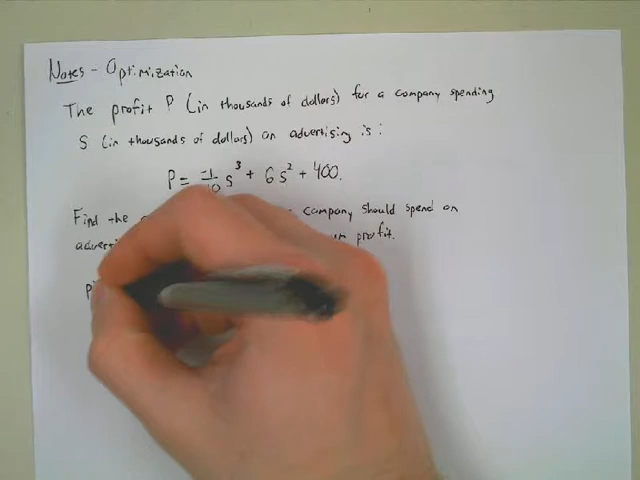 Notes - Optimization
The profit P (in thousands of dollars) for a company spending
S (in thousands of dollars) on advertising is:
P = -1/10 s³ + 6s² + 400.
Find the company should spend on
profit.